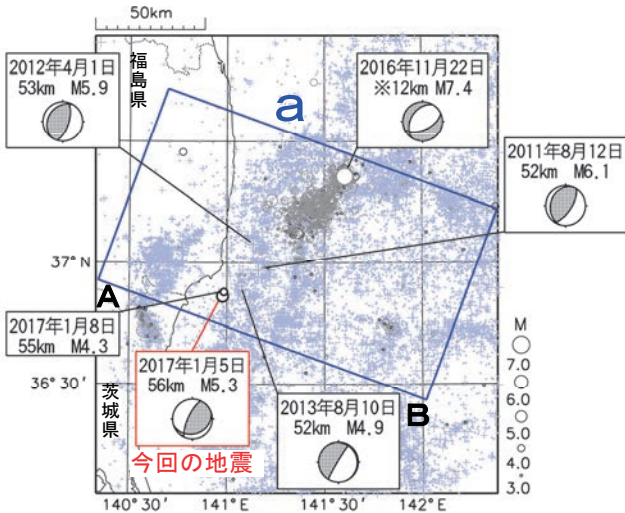 50km
福島県
2012年4月1日
53km M5.9
2016年11月22日
※12km M7.4
a
2011年8月12日
52km M6.1
37°N
A
2017年1月8日
55km M4.3
2017年1月5日
56km M5.3
今回の地震
2013年8月10日
52km M4.9
B
36°30′
茨城県
M
7.0
6.0
5.0
4.0
3.0
140°30′
141°E
141°30′
142°E